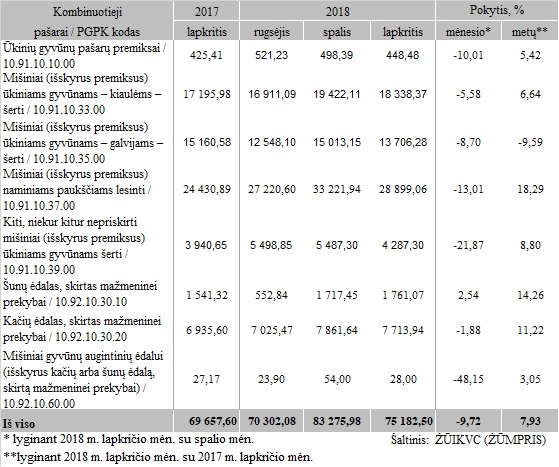 Kombinuotieji pašarai / PGPK kodas 2017 2018 Pokytis, %
lapkritis rugsėjis spalis lapkritis mėnesio* metų**
Ūkinių gyvūnų pašarų premiksai /
10.91.10.10.00 425,41 521,23 498,39 448,48 -10,01 5,42
Mišiniai (išskyrus premiksus)
ūkiniams gyvūnams – kiaulėms – 17 195,98 16 911,09 19 422,11 18 338,37 -5,58 6,64
šerti / 10.91.10.33.00
Mišiniai (išskyrus premiksus)
ūkiniams gyvūnams – galvijams – 15 160,58 12 548,10 15 013,15 13 706,28 -8,70 -9,59
šerti / 10.91.10.35.00
Mišiniai (išskyrus premiksus)
naminiams paukščiams lesinti / 24 430,89 27 220,60 33 221,94 28 899,06 -13,01 18,29
10.91.10.37.00
Kiti, niekur kitur nepriskirti
mišiniai (išskyrus premiksus) 3 940,65 5 498,85 5 487,30 4 287,30 -21,87 8,80
ūkiniams gyvūnams šerti /
10.91.10.39.00
Šunų ėdalas, skirtas mažmeninei
prekybai / 10.92.10.30.10 1 541,32 552,84 1 717,45 1 761,07 2,54 14,26
Kačių ėdalas, skirtas mažmeninei
prekybai / 10.92.10.30.20 6 935,60 7 025,47 7 861,64 7 713,94 -1,88 11,22
Mišiniai gyvūnų augintinių ėdalui
(išskyrus kačių arba šunų ėdalą, 27,17 23,90 54,00 28,00 -48,15 3,05
skirtą mažmeninei prekybai) /
10.92.10.60.00
Iš viso 69 657,60 70 302,08 83 275,98 75 182,50 -9,72 7,93
* lyginant 2018 m. lapkričio mėn. su spalio mėn. Šaltinis: ŽŪIKVC (ŽŪMPRIS)
**lyginant 2018 m. lapkričio mėn. su 2017 m. lapkričio mėn.